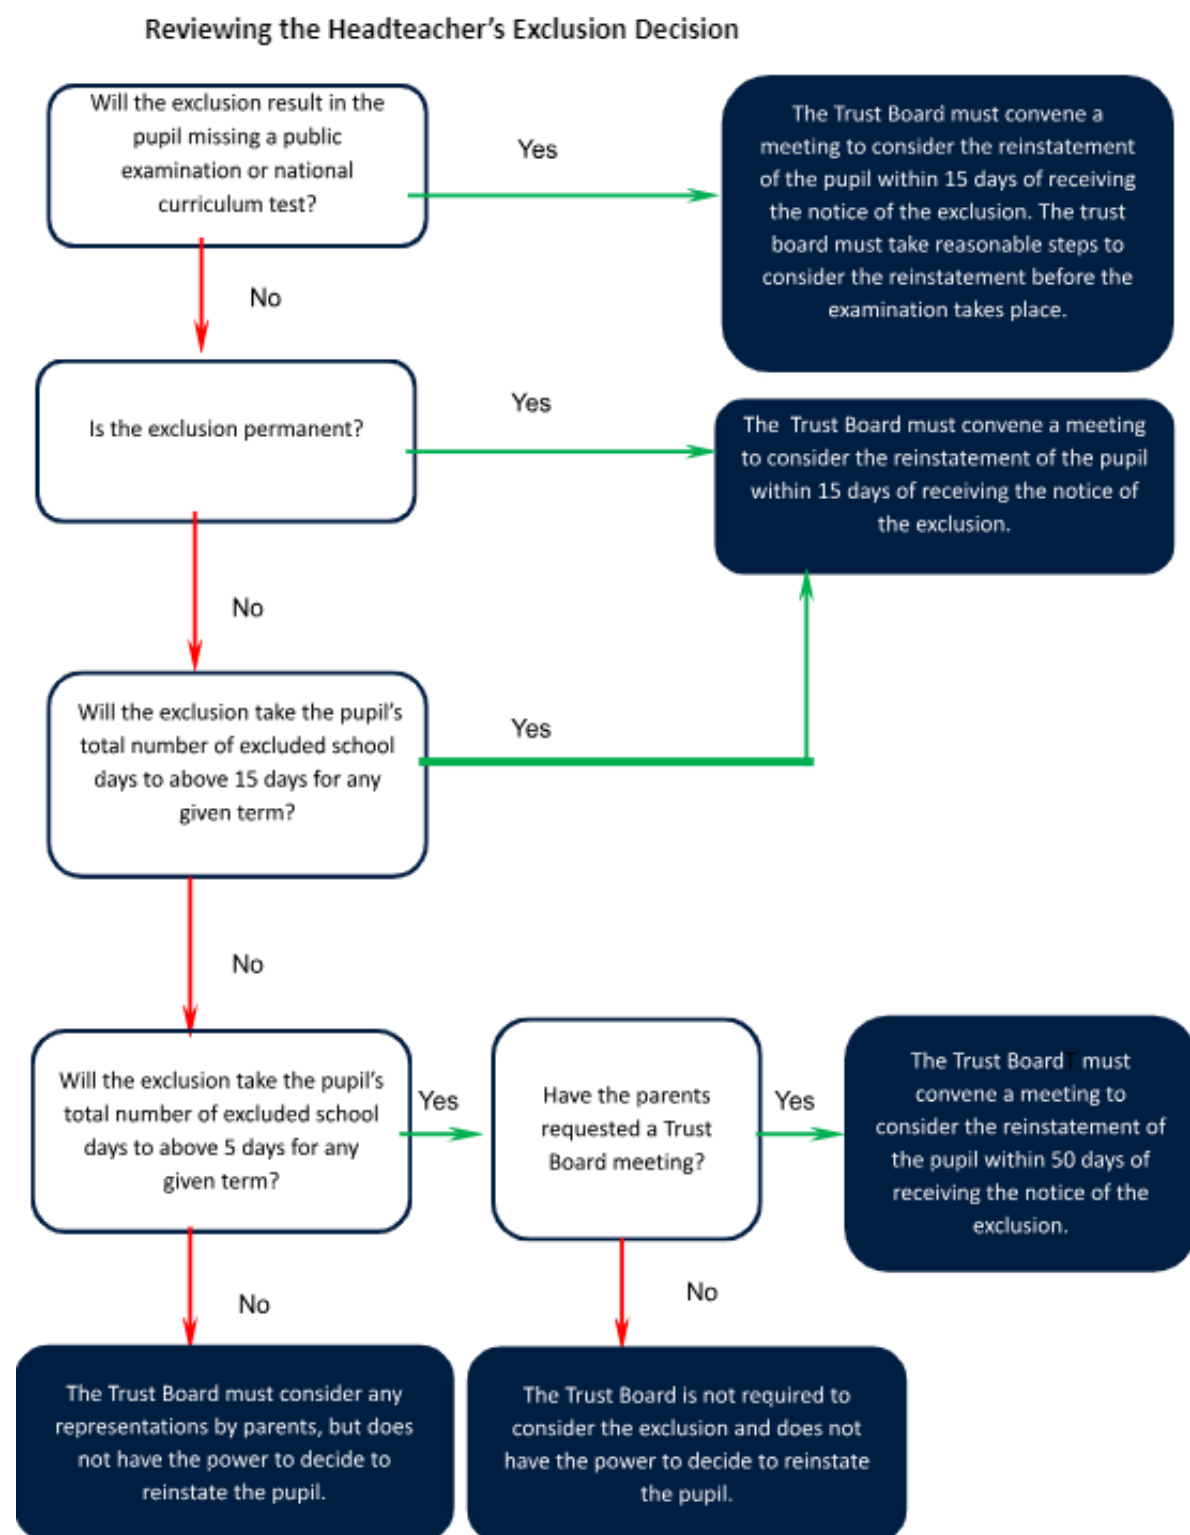 Reviewing the Headteacher's Exclusion Decision
Will the exclusion result in the
pupil missing a public
examination or national
curriculum test?
Yes
The Trust Board must convene a
meeting to consider the reinstatement
of the pupil within 15 days of receiving
the notice of the exclusion. The trust
board must take reasonable steps to
consider the reinstatement before the
examination takes place.
No
Is the exclusion permanent?
Yes
The Trust Board must convene a meeting
to consider the reinstatement of the pupil
within 15 days of receiving the notice of
the exclusion.
No
Will the exclusion take the pupil's
total number of excluded school
days to above 15 days for any
given term?
Yes
No
Will the exclusion take the pupil's
total number of excluded school
days to above 5 days for any
given term?
Yes
Have the parents
requested a Trust
Board meeting?
Yes
The Trust BoardT must
convene a meeting to
consider the reinstatement of
the pupil within 50 days of
receiving the notice of the
exclusion.
No
No
The Trust Board must consider any
representations by parents, but does
not have the power to decide to
reinstate the pupil.
The Trust Board is not required to
consider the exclusion and does not
have the power to decide to reinstate
the pupil.